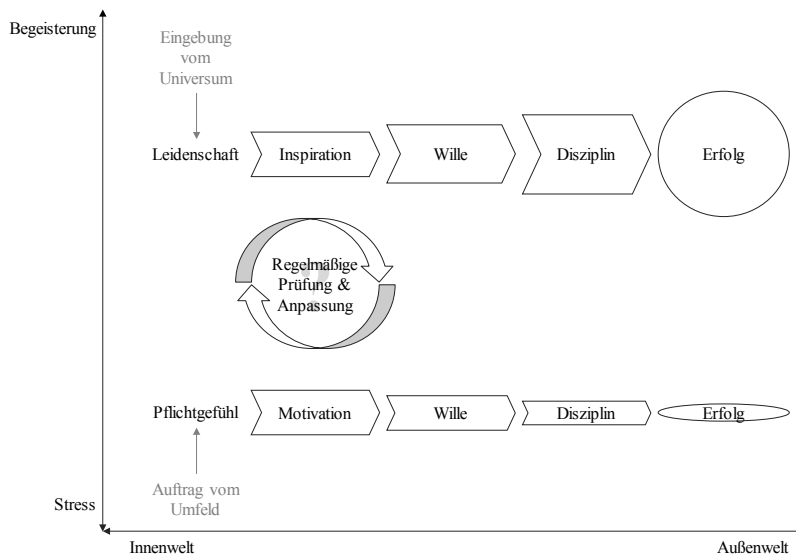 Begeisterung
Eingebung
vom
Universum
Leidenschaft
Inspiration
Wille
Disziplin
Erfolg
?
Regelmäßige
Prüfung &
Anpassung
Pflichtgefühl
Motivation
Wille
Disziplin
Erfolg
Auftrag vom
Umfeld
Stress
Innenwelt
Außenwelt